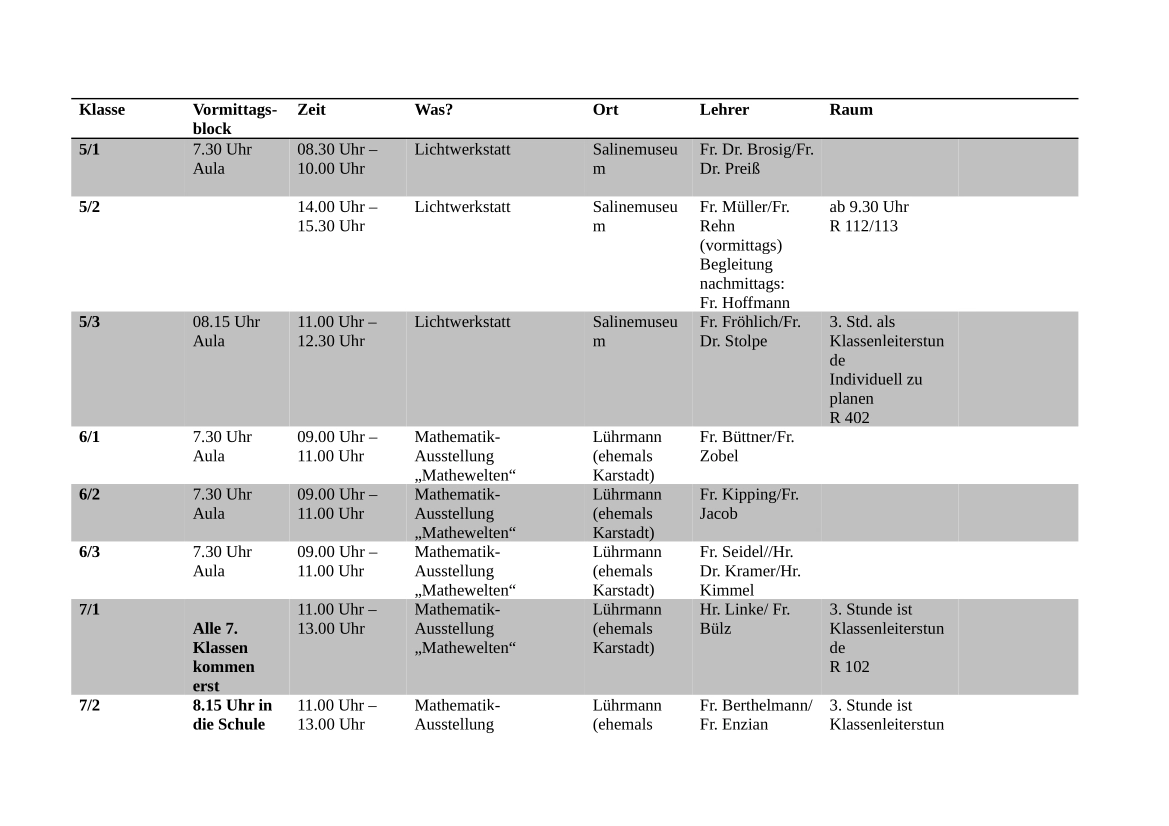 Klasse Vormittags-block Zeit Was? Ort Lehrer Raum
5/1 7.30 Uhr 08.30 Uhr – Lichtwerkstatt Salinemuseu Fr. Dr. Brosig/Fr.
Aula 10.00 Uhr m Dr. Preiß
5/2 14.00 Uhr – Lichtwerkstatt Salinemuseu Fr. Müller/Fr. ab 9.30 Uhr
15.30 Uhr m Rehn R 112/113
(vormittags)
Begleitung
nachmittags:
Fr. Hoffmann
5/3 08.15 Uhr 11.00 Uhr – Lichtwerkstatt Salinemuseu Fr. Fröhlich/Fr. 3. Std. als
Aula 12.30 Uhr m Dr. Stolpe Klassenleiterstun
de
Individuell zu
planen
R 402
6/1 7.30 Uhr 09.00 Uhr – Mathematik- Lührmann Fr. Büttner/Fr.
Aula 11.00 Uhr Ausstellung (ehemals Zobel
„Mathewelten“ Karstadt)
6/2 7.30 Uhr 09.00 Uhr – Mathematik- Lührmann Fr. Kipping/Fr.
Aula 11.00 Uhr Ausstellung (ehemals Jacob
„Mathewelten“ Karstadt)
6/3 7.30 Uhr 09.00 Uhr – Mathematik- Lührmann Fr. Seidel//Hr.
Aula 11.00 Uhr Ausstellung (ehemals Dr. Kramer/Hr.
„Mathewelten“ Karstadt) Kimmel
7/1 11.00 Uhr – Mathematik- Lührmann Hr. Linke/ Fr. 3. Stunde ist
Alle 7. 13.00 Uhr Ausstellung (ehemals Bülz Klassenleiterstun
Klassen „Mathewelten“ Karstadt) de
kommen R 102
erst
7/2 8.15 Uhr in 11.00 Uhr – Mathematik- Lührmann Fr. Berthelmann/ 3. Stunde ist
die Schule 13.00 Uhr Ausstellung (ehemals Fr. Enzian Klassenleiterstun